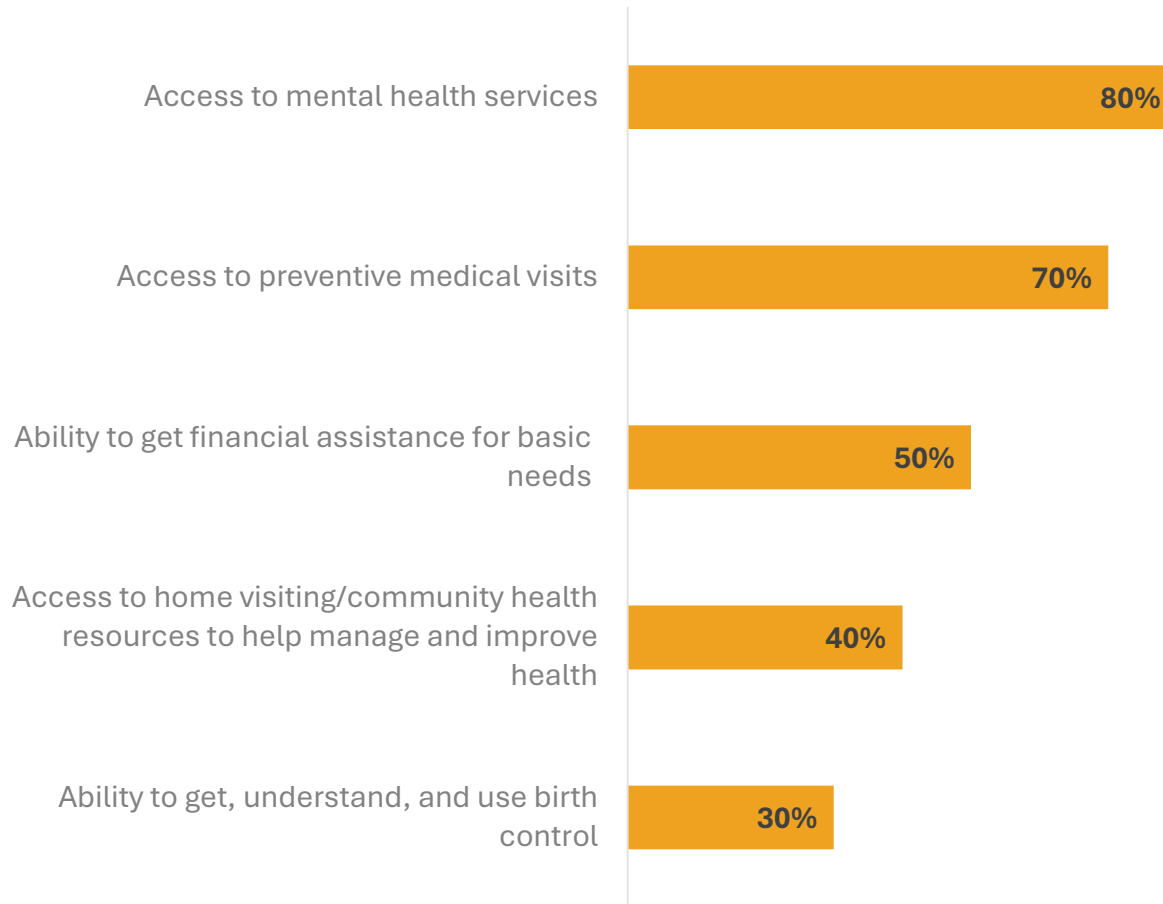 Access to mental health services
80%
Access to preventive medical visits
70%
Ability to get financial assistance for basic
needs
50%
Access to home visiting/community health
resources to help manage and improve
health
40%
Ability to get, understand, and use birth
control
30%